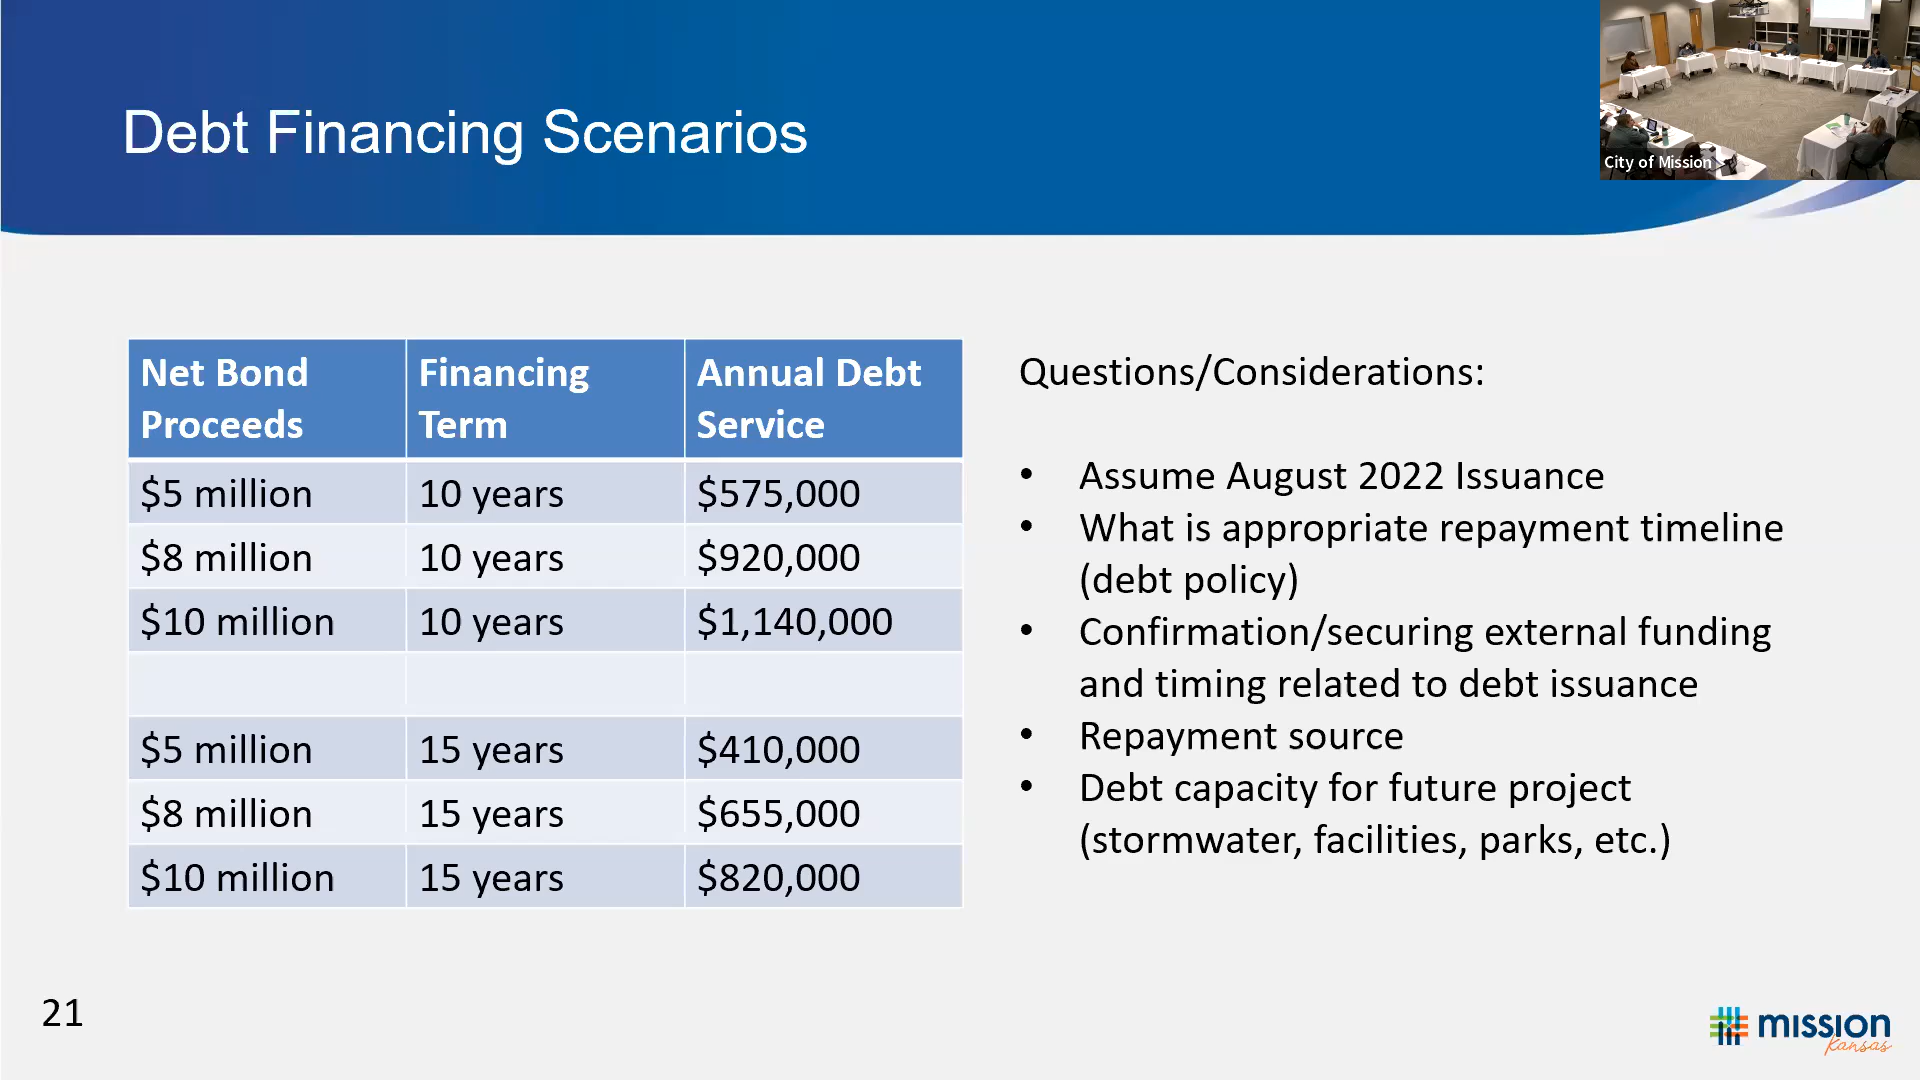 City of Mission
Debt Financing Scenarios
Net Bond Proceeds
Financing Term
Annual Debt Service
$5 million 10 years $575,000
$8 million 10 years $920,000
$10 million 10 years $1,140,000
$5 million 15 years $410,000
$8 million 15 years $655,000
$10 million 15 years $820,000
Questions/Considerations:
• Assume August 2022 Issuance
• What is appropriate repayment timeline
(debt policy)
• Confirmation/securing external funding
and timing related to debt issuance
• Repayment source
• Debt capacity for future project
(stormwater, facilities, parks, etc.)
21
mission
kansas